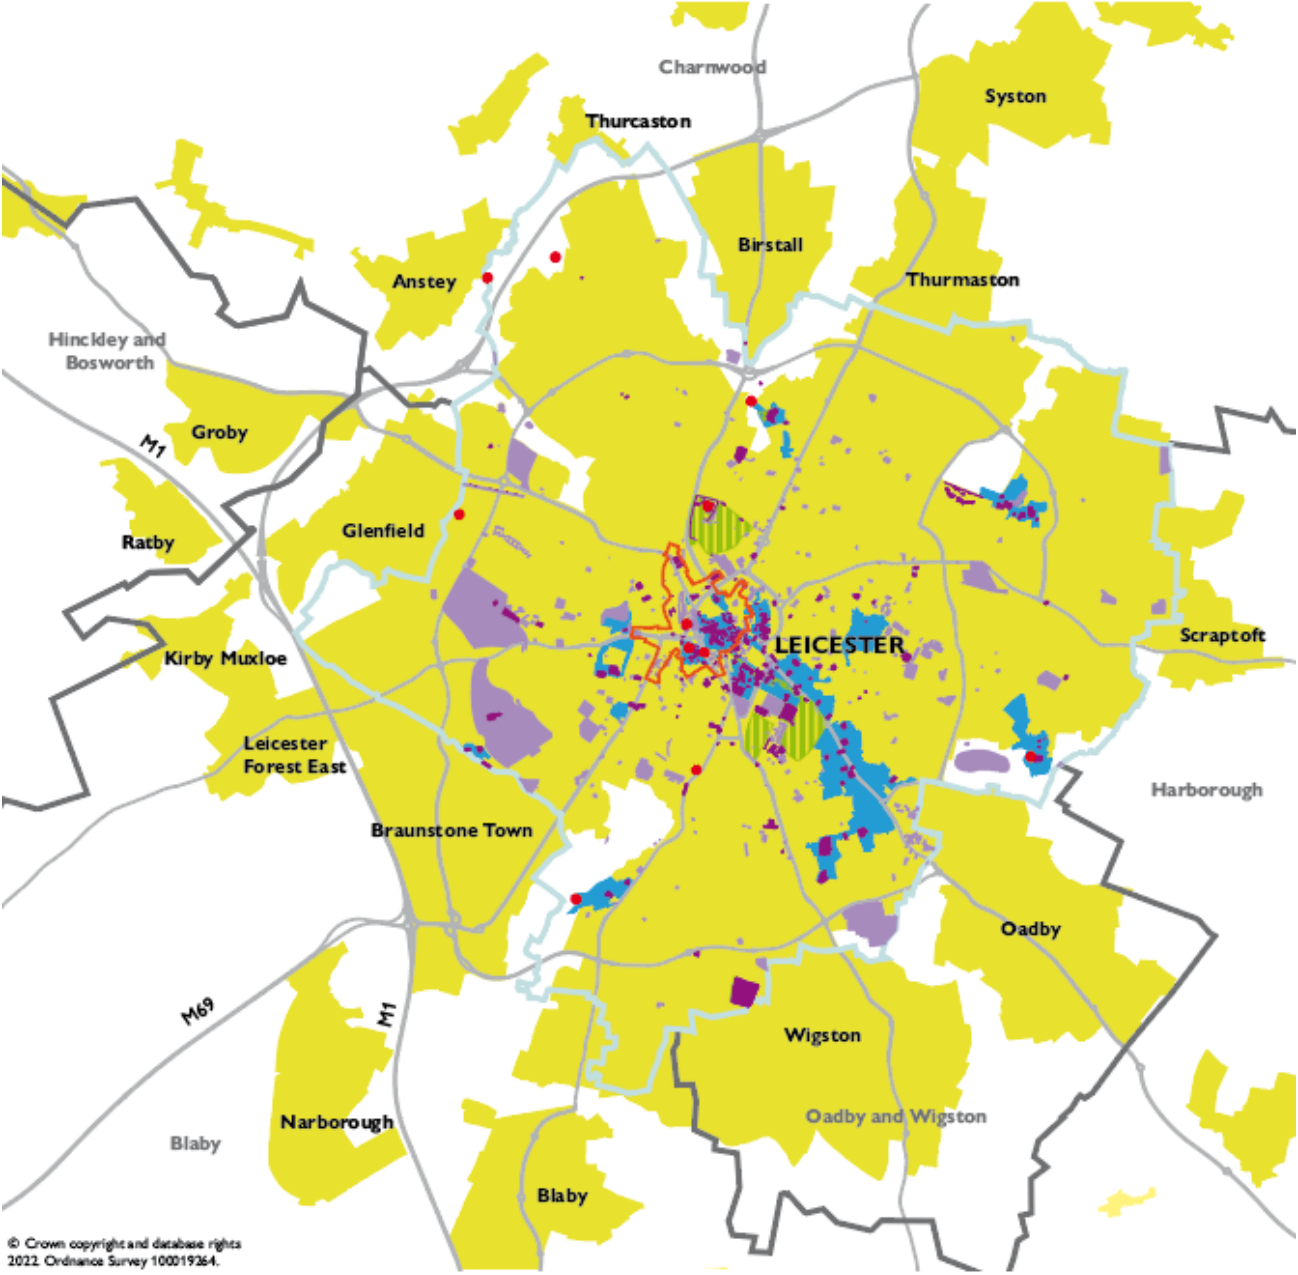 Charnwood
Syston
Thurcaston
Birstall
Anstey
Thurmaston
Hinckley and
Bosworth
Groby
M1
Glenfield
Ratby
Scraptoft
LEICESTER
Kirby Muxloe
Leicester
Forest East
Harborough
Braunstone Town
Oadby
M69
M1
Wigston
Oadby and Wigston
Narborough
Blaby
Blaby
© Crown copyright and database rights
2022. Ordnance Survey 100019264.